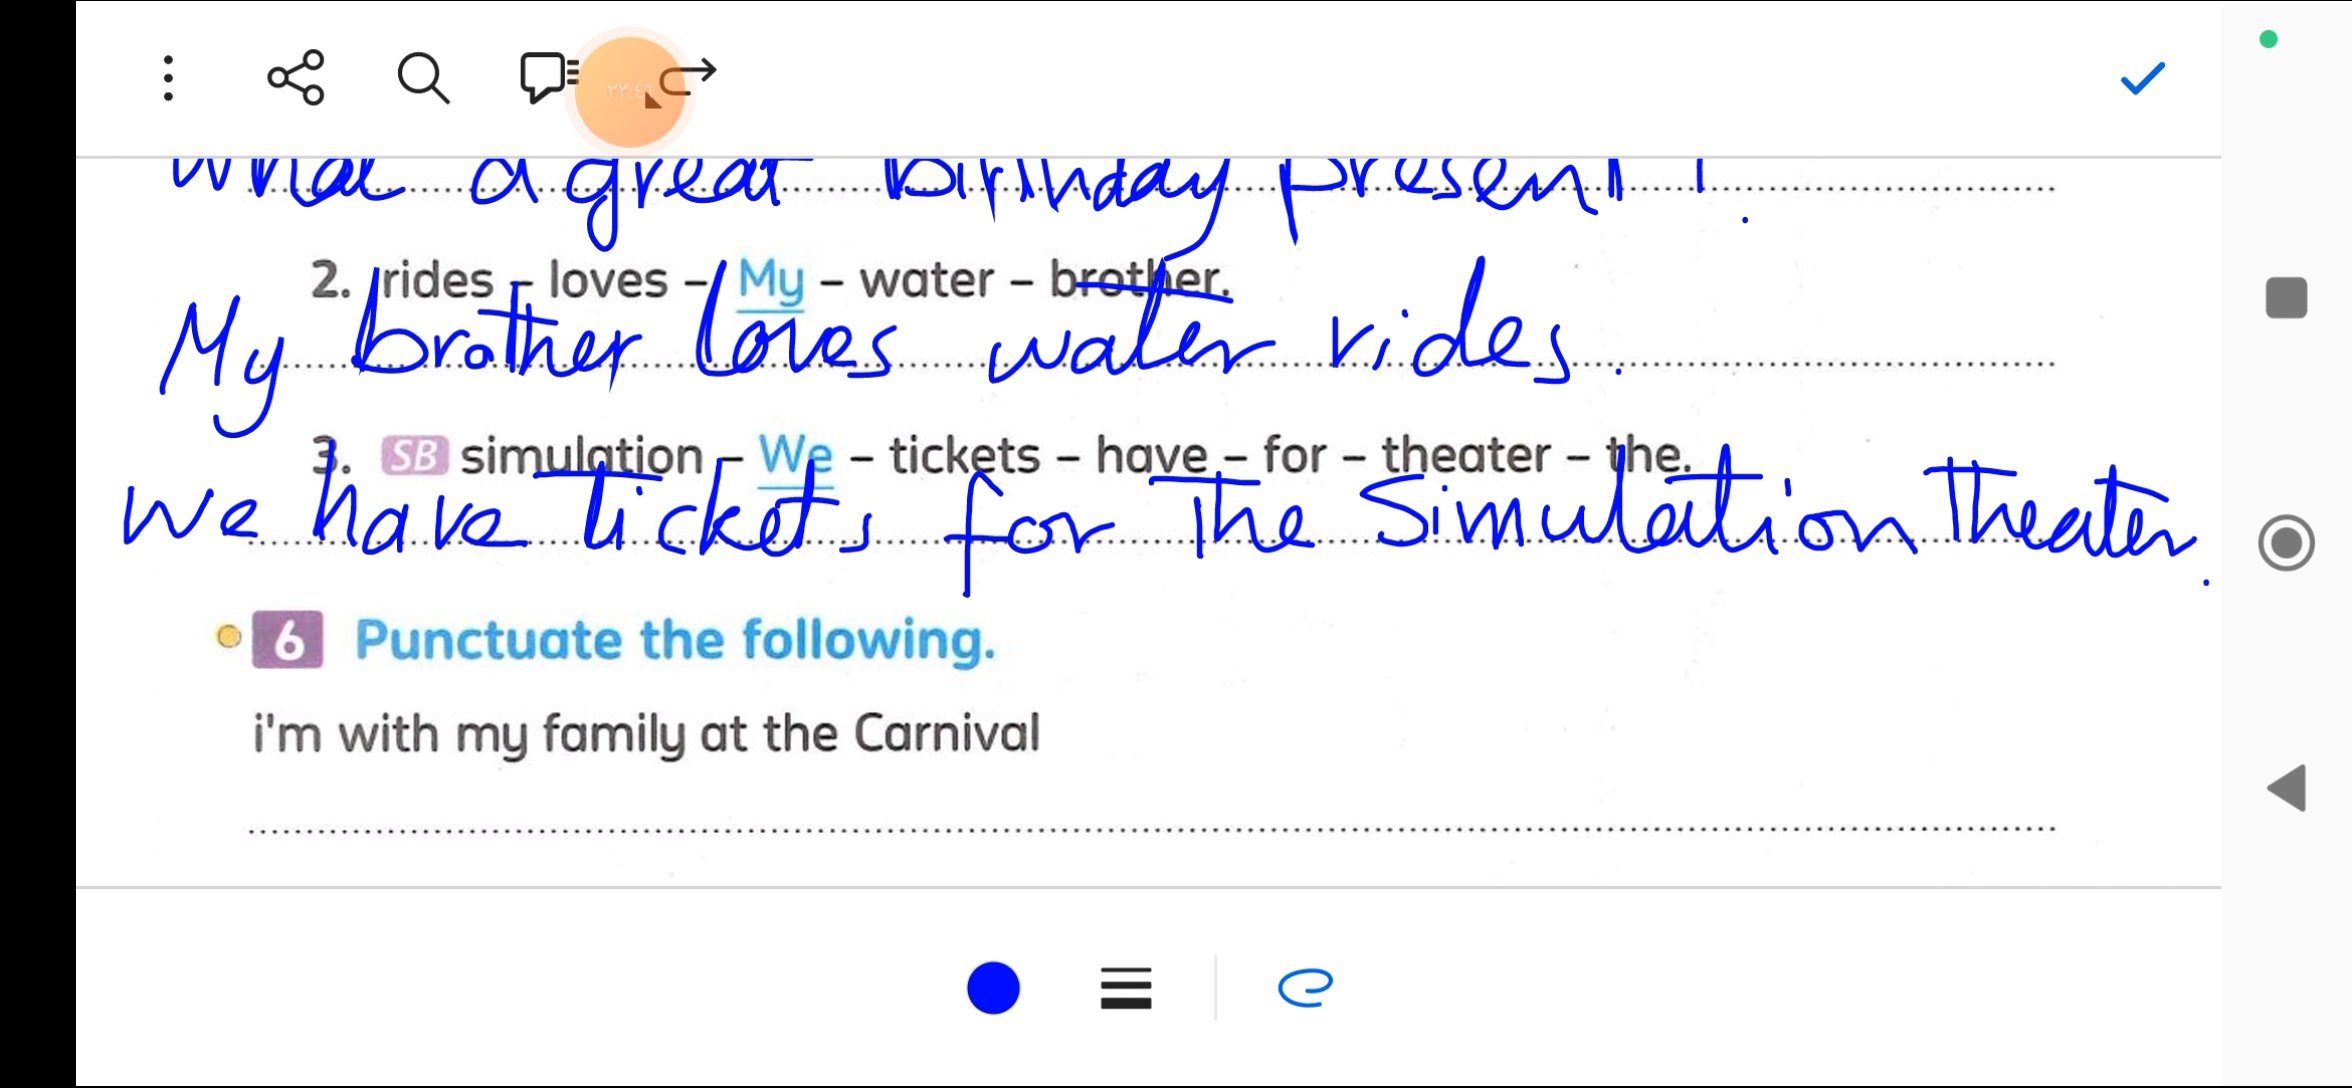 What a great birthday present !
2. rides – loves – My – water – brother.
My brother loves water rides.
3. SB simulation – We – tickets – have – for – theater – the.
We have tickets for the simulation theater.
6 Punctuate the following.
i'm with my family at the Carnival